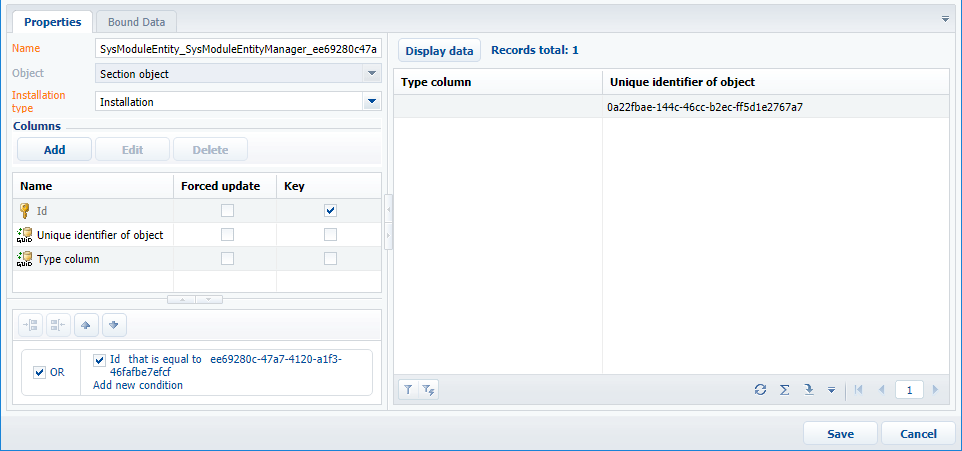 Properties
Bound Data
Name
SysModuleEntity_SysModuleEntityManager_ee69280c47a
Object
Section object
Installation
type
Installation
Columns
Add
Edit
Delete
Name
Forced update
Key
Id
GUID
Unique identifier of object
GUID
Type column
OR
Id that is equal to ee69280c-47a7-4120-a1f3-
46fafbe7efcf
Add new condition
Display data
Records total: 1
Type column
Unique identifier of object
0a22fbae-144c-46cc-b2ec-ff5d1e2767a7
1
Save
Cancel